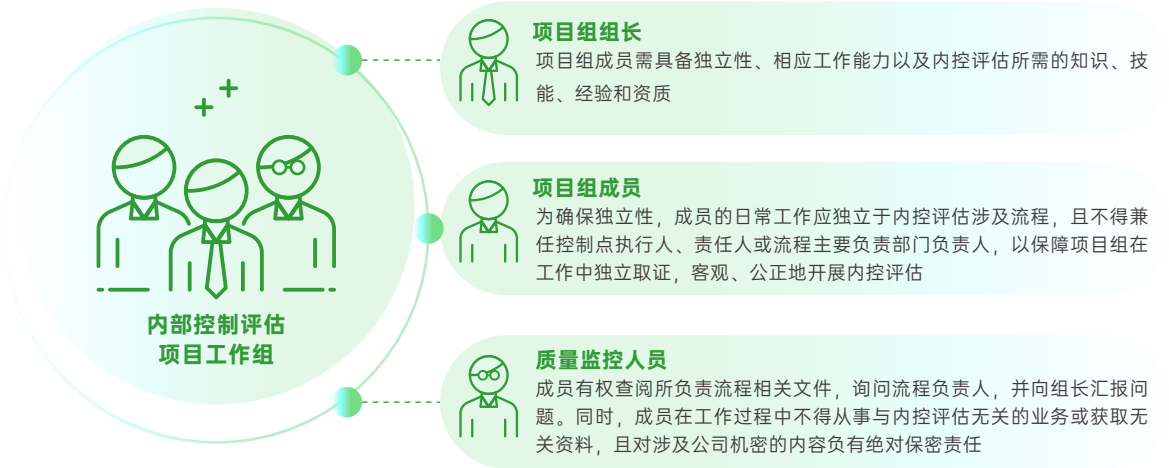 内部控制评估
项目工作组
项目组组长
项目组成员需具备独立性、相应工作能力以及内控评估所需的知识、技
能、经验和资质
项目组成员
为确保独立性，成员的日常工作应独立于内控评估涉及流程，且不得兼
任控制点执行人、责任人或流程主要负责部门负责人，以保障项目组在
工作中独立取证，客观、公正地开展内控评估
质量监控人员
成员有权查阅所负责流程相关文件，询问流程负责人，并向组长汇报问
题。同时，成员在工作过程中不得从事与内控评估无关的业务或获取无
关资料，且对涉及公司机密的内容负有绝对保密责任